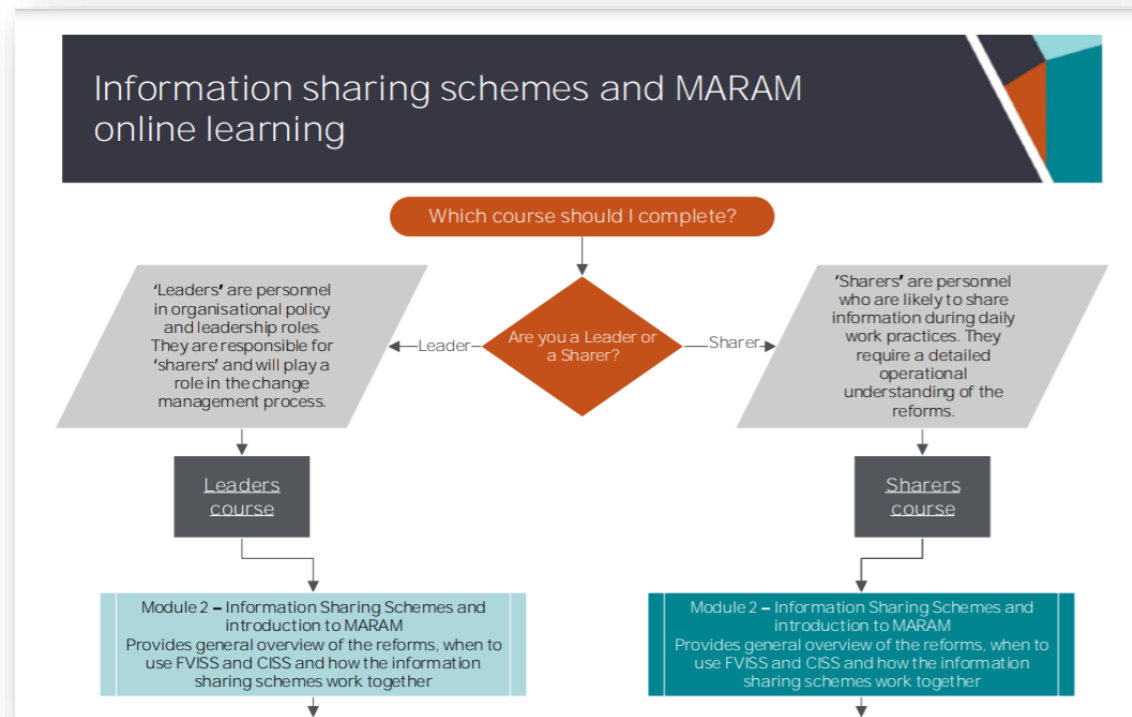 Information sharing schemes and MARAM
online learning
Which course should I complete?
'Leaders' are personnel
in organisational policy
and leadership roles.
They are responsible for
'sharers' and will play a
role in the change
management process.
Leader
Are you a Leader or
a Sharer?
Sharer
'Sharers' are personnel
who are likely to share
information during daily
work practices. They
require a detailed
operational
understanding of the
reforms.
Leaders
course
Sharers
course
Module 2 – Information Sharing Schemes and
introduction to MARAM
Provides general overview of the reforms, when to
use FVISS and CISS and how the information
sharing schemes work together
Module 2 – Information Sharing Schemes and
introduction to MARAM
Provides general overview of the reforms, when to
use FVISS and CISS and how the information
sharing schemes work together